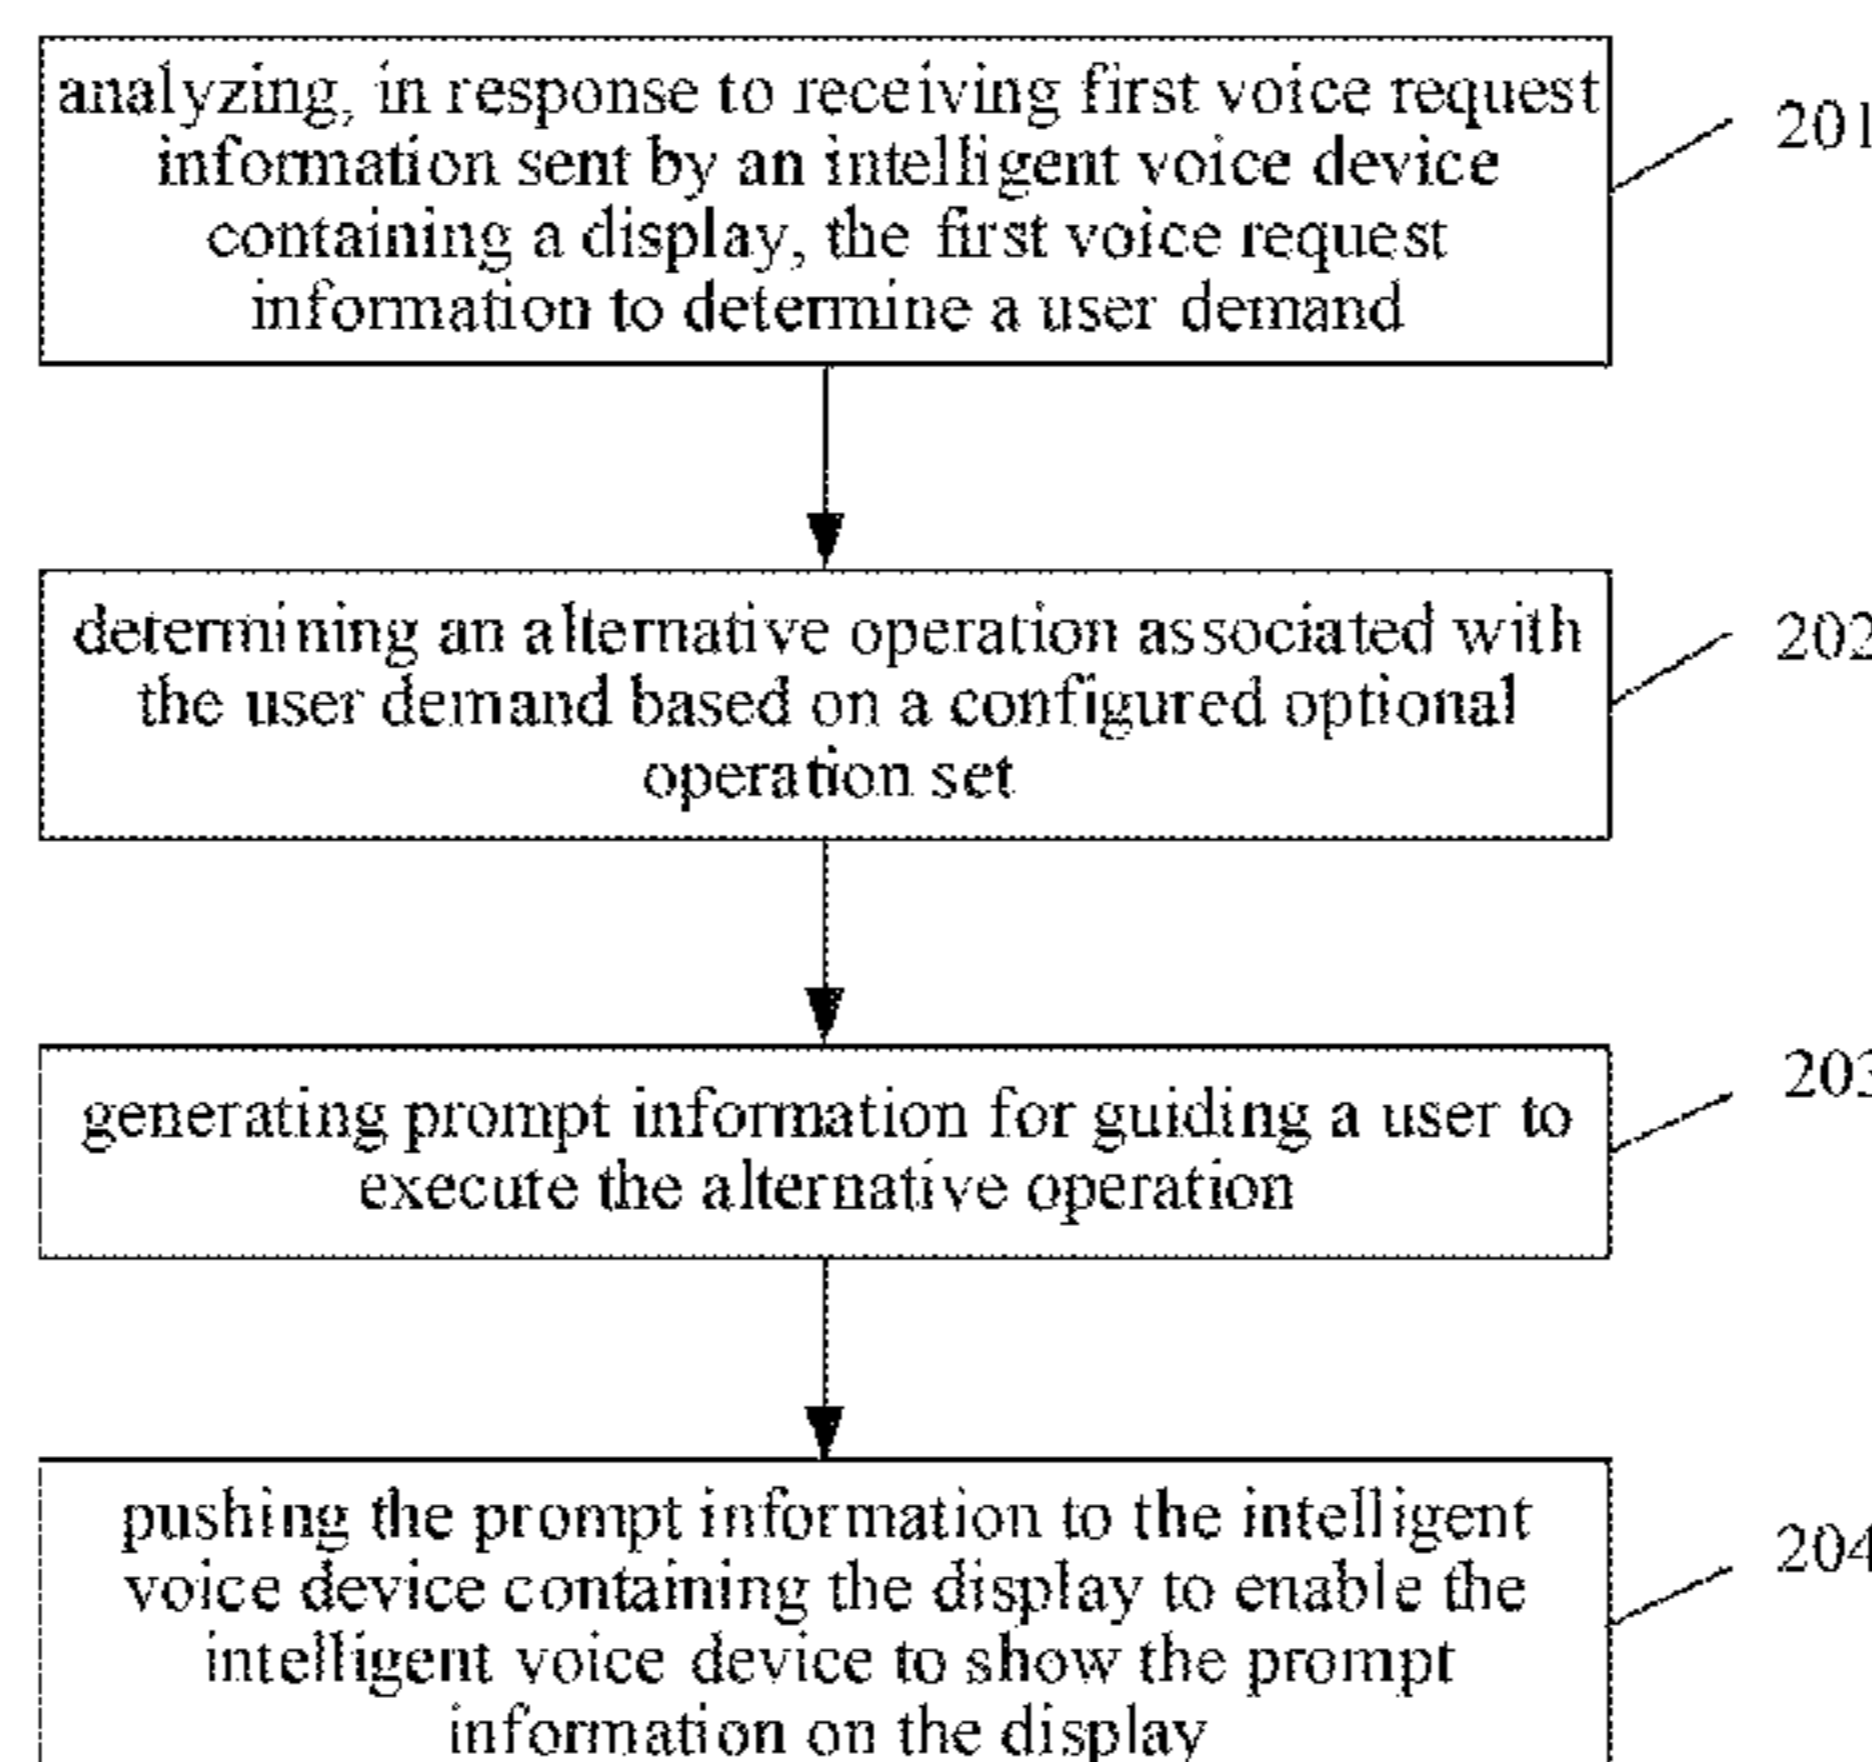 analyzing, in response to receiving first voice request
information sent by an intelligent voice device
containing a display, the first voice request
information to determine a user demand
201
determining an alternative operation associated with
the user demand based on a configured optional
operation set
202
generating prompt information for guiding a user to
execute the alternative operation
203
pushing the prompt information to the intelligent
voice device containing the display to enable the
intelligent voice device to show the prompt
information on the display
204